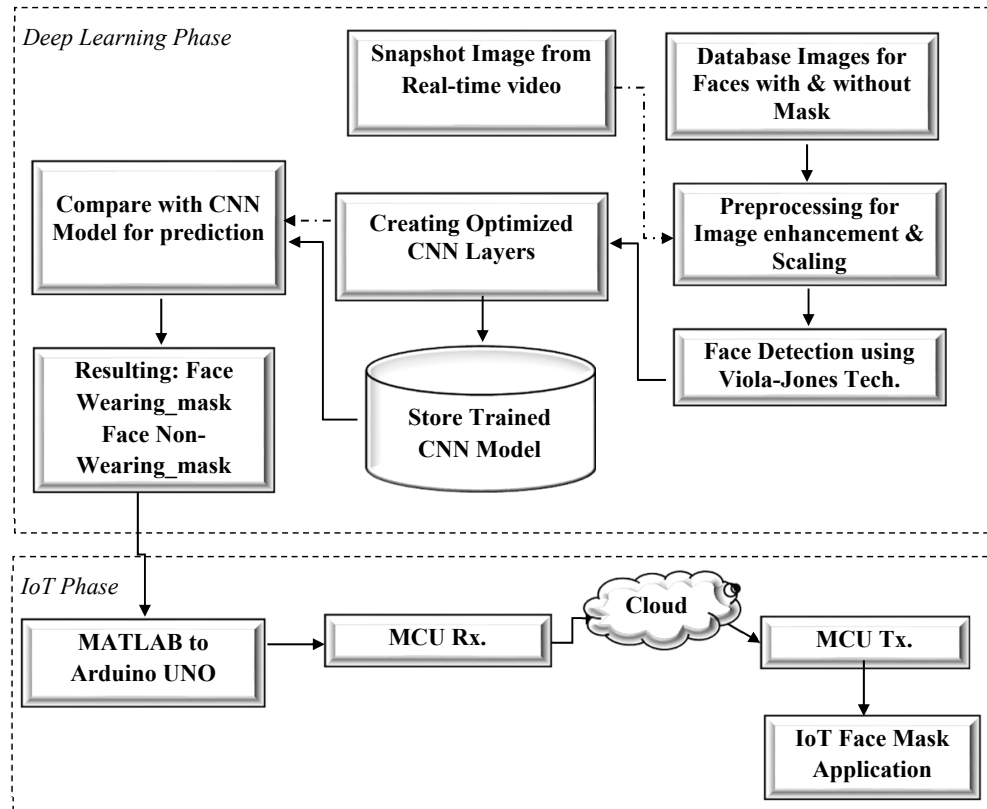 Deep Learning Phase
Snapshot Image from
Real-time video
Database Images for
Faces with & without
Mask
Compare with CNN
Model for prediction
Creating Optimized
CNN Layers
Preprocessing for
Image enhancement &
Scaling
Resulting: Face
Wearing_mask
Face Non-
Wearing_mask
Store Trained
CNN Model
Face Detection using
Viola-Jones Tech.
IoT Phase
MATLAB to
Arduino UNO
MCU Rx.
Cloud
MCU Tx.
IoT Face Mask
Application